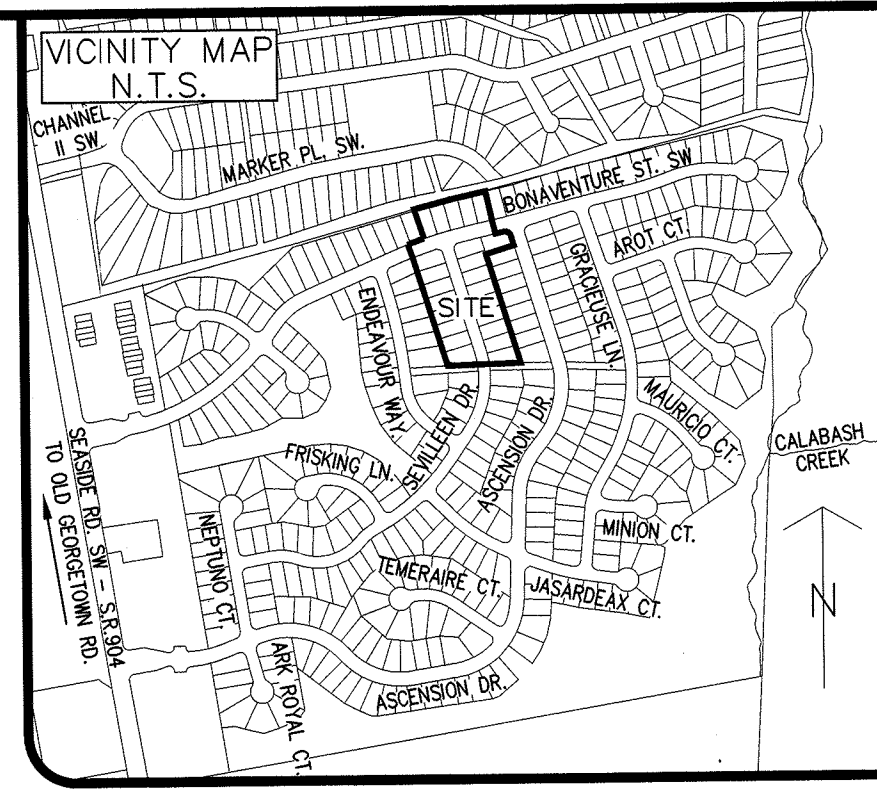 VICINITY MAP
N.T.S.
CHANNEL
II SW
MARKER PL, SW.
BONAVENTURE ST. SW
AROT CT.
GRACIEUSE LN.
SITE
ENDEAVOUR WAY.
SEVILLEEN DR.
ASCENSION DR.
MAURICIO CT.
CALABASH
CREEK
FRISKING LN.
SEASIDE RD. SW - S.R.904
TO OLD GEORGETOWN RD.
NEPTUNO CT.
MINION CT.
TEMERAIRE CT.
JASARDEAX CT.
N
ARK ROYAL CT.
ASCENSION DR.